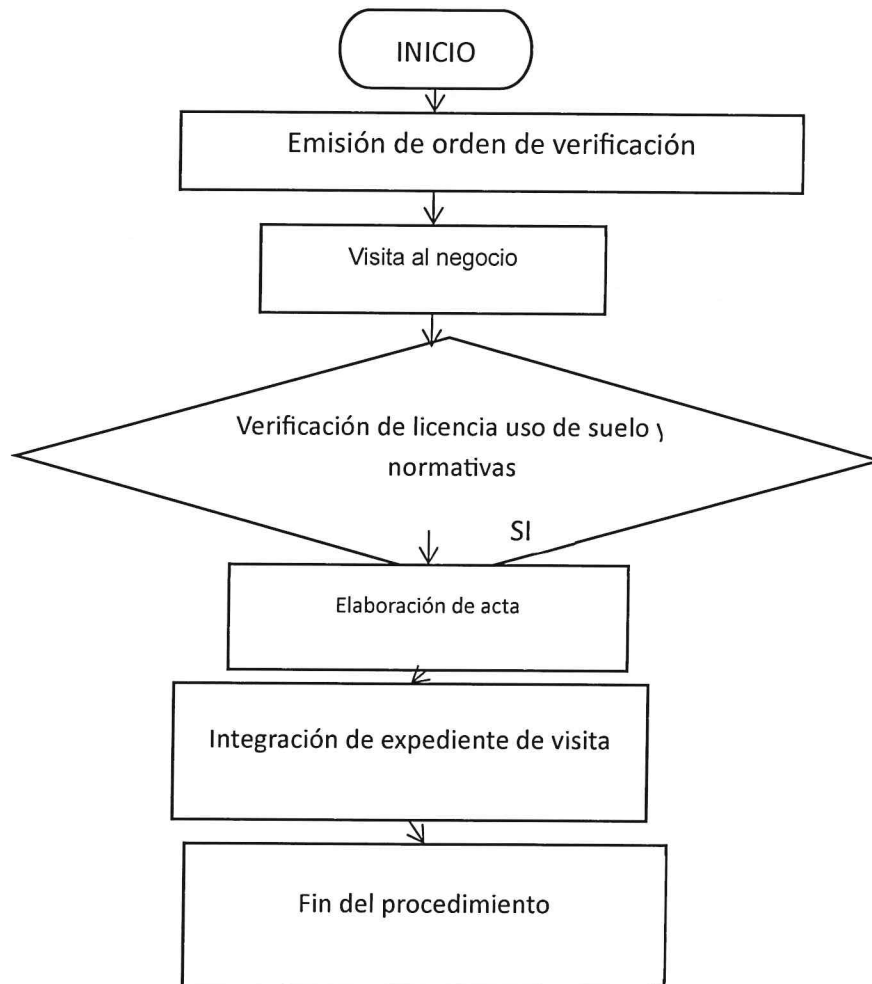 INICIO
Emisión de orden de verificación
Visita al negocio
Verificación de licencia uso de suelo y
normativas
SI
Elaboración de acta
Integración de expediente de visita
Fin del procedimiento